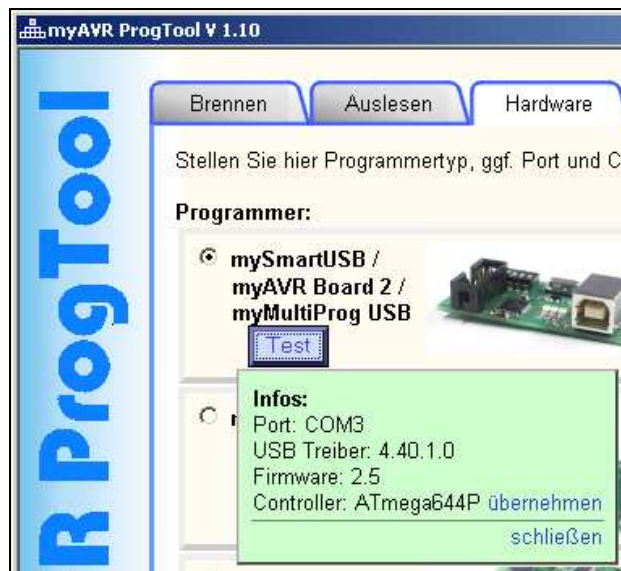 myAVR ProgTool V 1.10
R ProgTool
Brennen
Auslesen
Hardware
Stellen Sie hier Programmertyp, ggf. Port und C
Programmer:
mySmartUSB /
myAVR Board 2 /
myMultiProg USB
Test
Infos:
Port: COM3
USB Treiber: 4.40.1.0
Firmware: 2.5
Controller: ATmega644P übernehmen
schließen